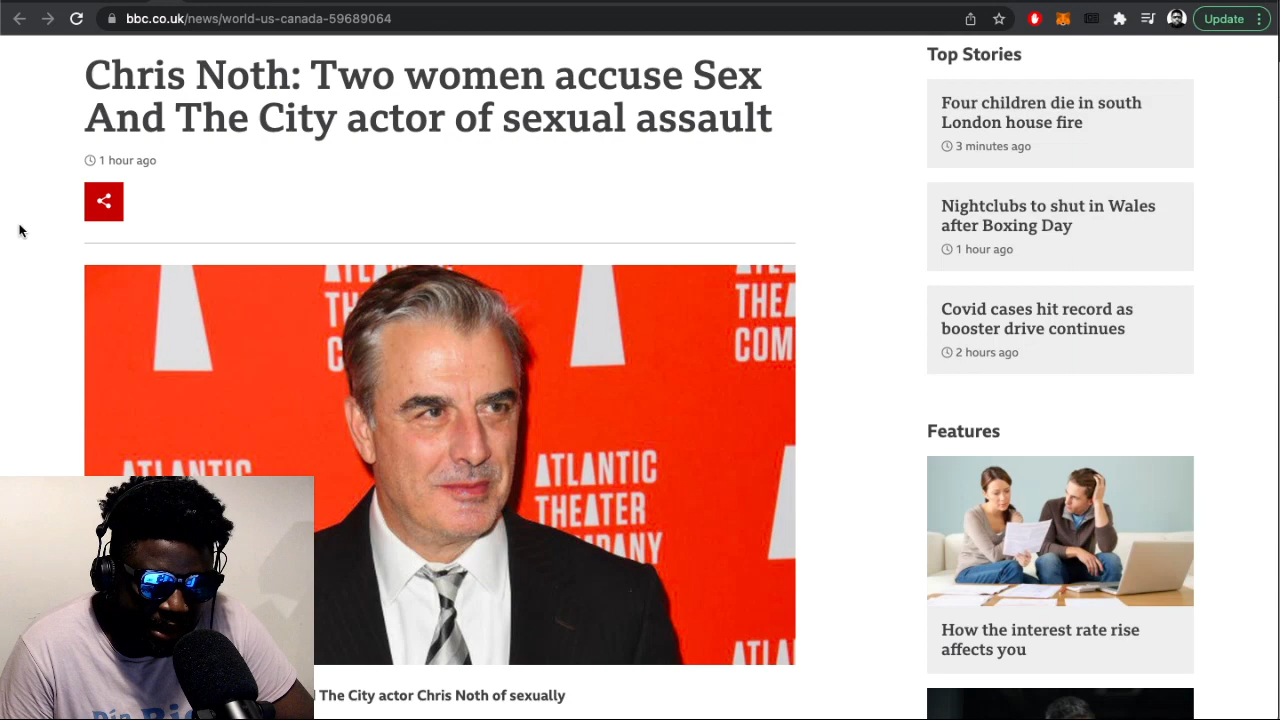 bbc.co.uk/news/world-us-canada-59689064
Update
Chris Noth: Two women accuse Sex
And The City actor of sexual assault
1 hour ago
ATLANTIC
THEATER
COMPANY
ATLANTIC
The City actor Chris Noth of sexually
Top Stories
Four children die in south
London house fire
3 minutes ago
Nightclubs to shut in Wales
after Boxing Day
1 hour ago
Covid cases hit record as
booster drive continues
2 hours ago
Features
How the interest rate rise
affects you